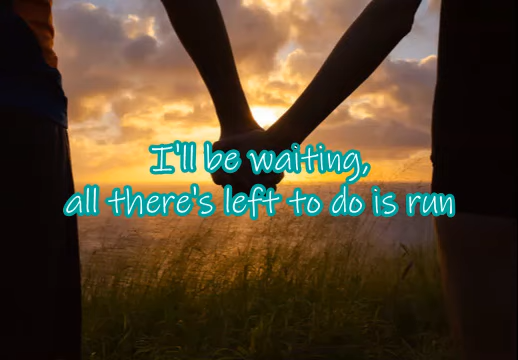 I'll be waiting,
all there's left to do is run